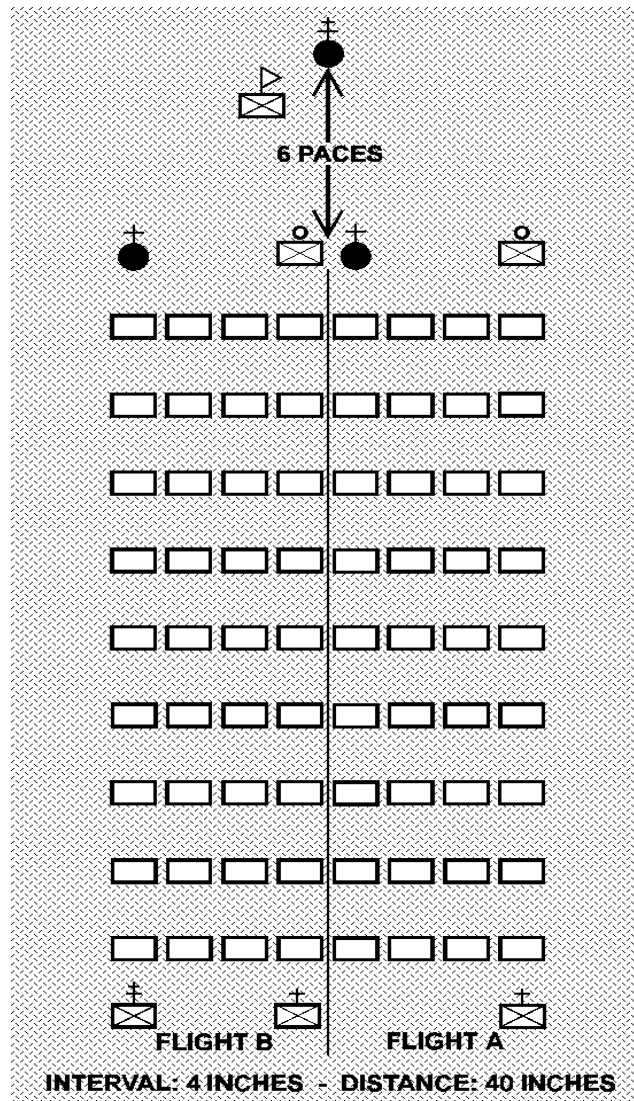 6 PACES
FLIGHT B FLIGHT A
INTERVAL: 4 INCHES - DISTANCE: 40 INCHES